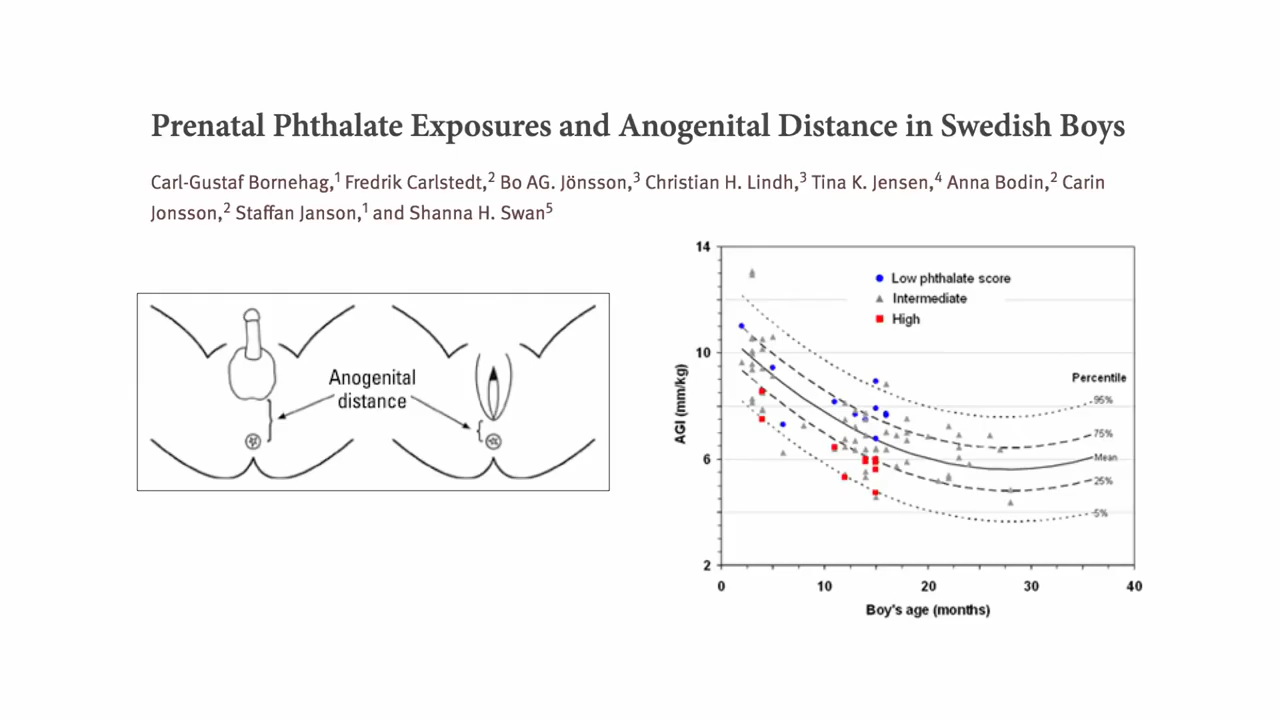 Prenatal Phthalate Exposures and Anogenital Distance in Swedish Boys
Carl-Gustaf Bornehag,¹ Fredrik Carlstedt,² Bo AG. Jönsson,³ Christian H. Lindh,³ Tina K. Jensen,⁴ Anna Bodin,² Carin
Jonsson,² Staffan Janson,¹ and Shanna H. Swan⁵
Anogenital
distance
14
10
6
2
AGI (mm/kg)
Low phthalate score
Intermediate
High
Percentile
95%
75%
Mean
25%
5%
0 10 20 30 40
Boy's age (months)